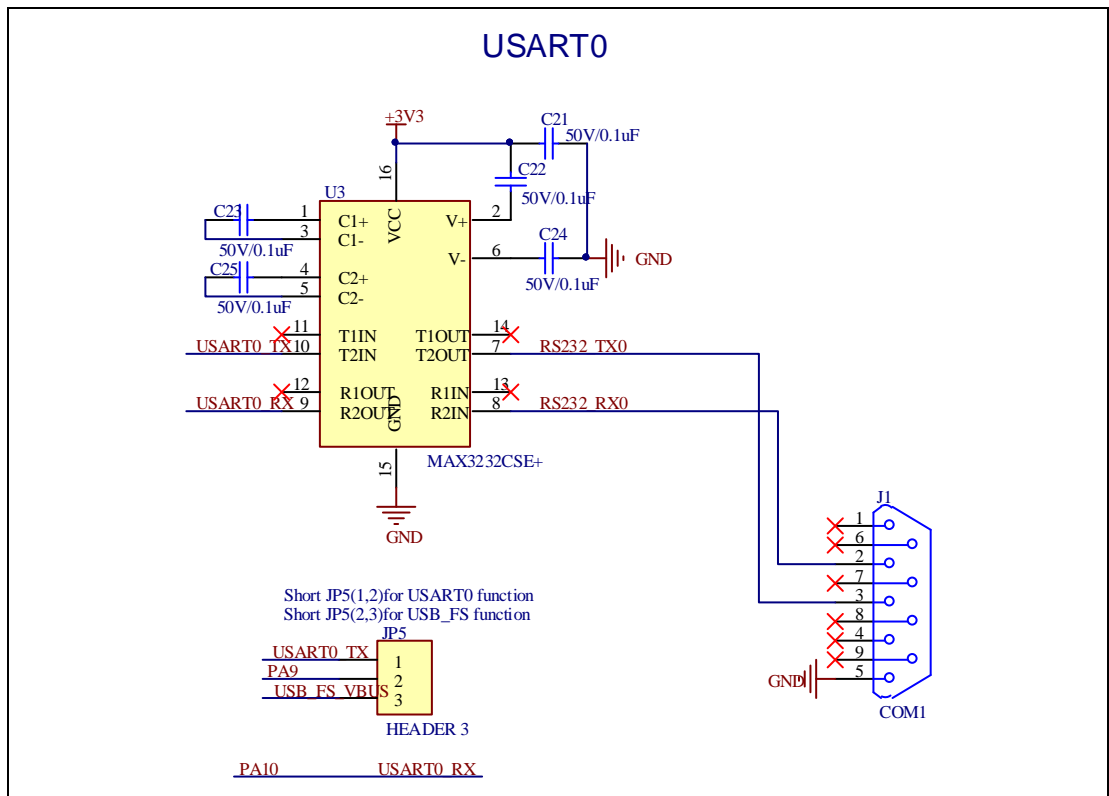 USART0
+3V3
C21
50V/0.1uF
C22
50V/0.1uF
16
U3
VCC
C23
50V/0.1uF
1
3
C1+
C1-
V+
2
C24
50V/0.1uF
V-
6
GND
C25
50V/0.1uF
4
5
C2+
C2-
11
T1IN
T1OUT
14
USART0_TX
10
T2IN
T2OUT
7
RS232_TX0
12
R1OUT
R1IN
13
USART0_RX
9
R2OUT
GND
R2IN
8
RS232_RX0
15
MAX3232CSE+
GND
J1
1
6
2
7
3
8
4
9
5
GND
COM1
Short JP5(1,2)for USART0 function
Short JP5(2,3)for USB_FS function
JP5
USART0_TX
1
PA9
2
USB_FS_VBUS
3
HEADER 3
PA10
USART0_RX